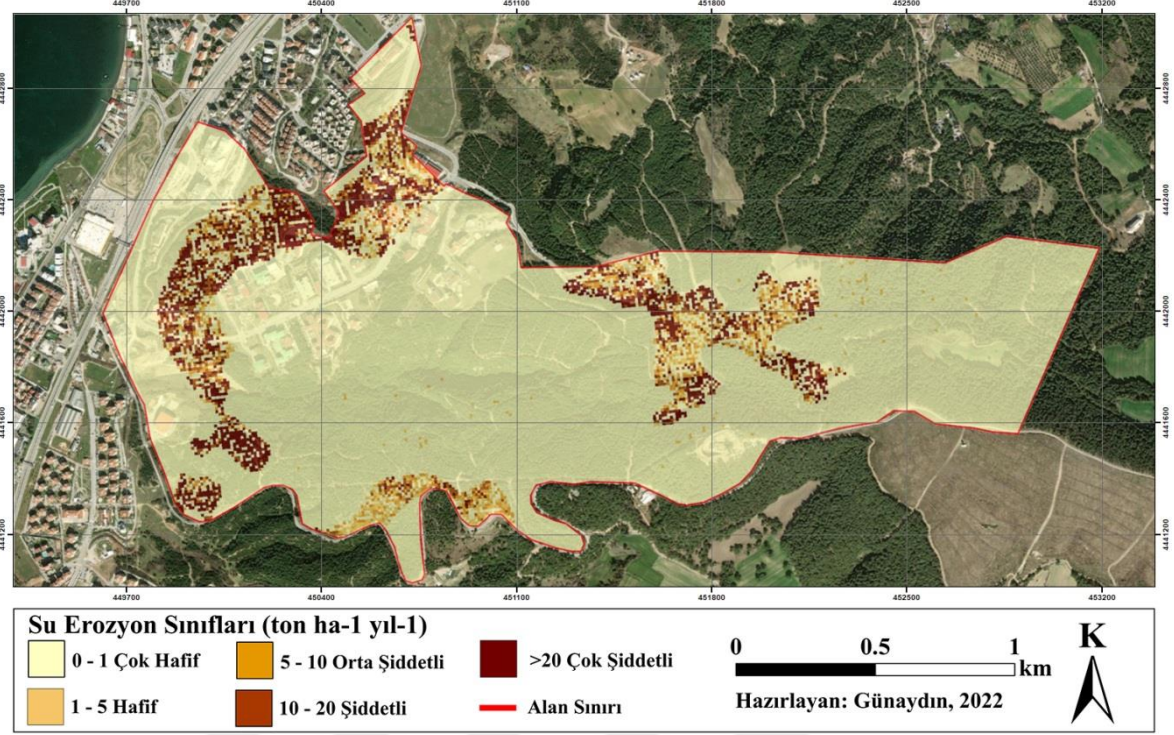 449700 450400 451100 451800 452500 453200
4442800 4442800
4442400 4442400
4442000 4442000
4441600 4441600
4441200 4441200
449700 450400 451100 451800 452500 453200
Su Erozyon Sınıfları (ton ha-1 yıl-1)
0 - 1 Çok Hafif
5 - 10 Orta Şiddetli
>20 Çok Şiddetli
1 - 5 Hafif
10 - 20 Şiddetli
Alan Sınırı
0 0.5 1
km
Hazırlayan: Günaydın, 2022
K